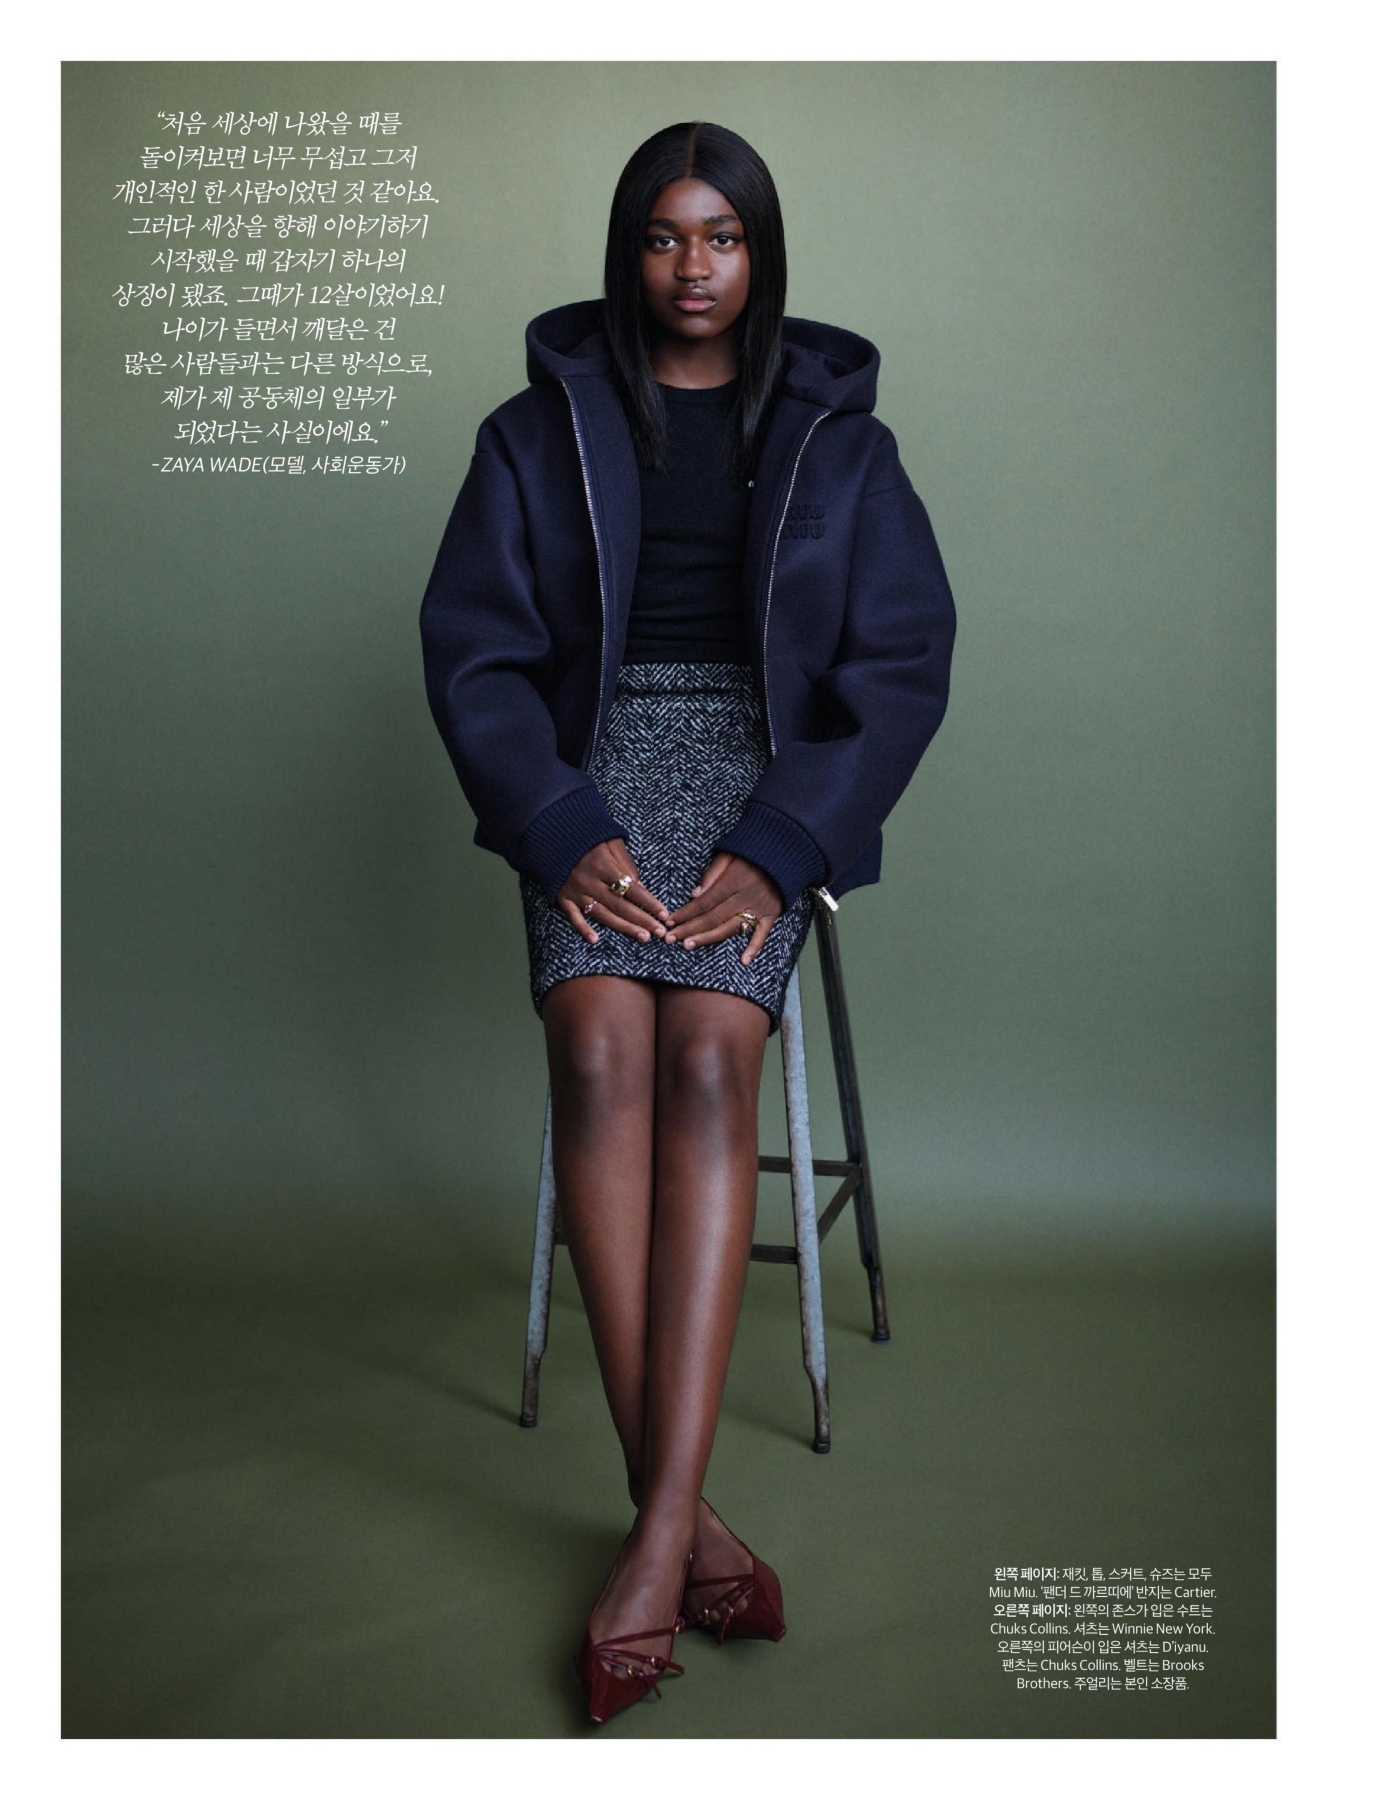 “처음 세상에 나왔을 때를
돌이켜보면 너무 무섭고 그저
개인적인 한 사람이었던 것 같아요.
그러다 세상을 향해 이야기하기
시작했을 때 갑자기 하나의
상징이 됐죠. 그때가 12살이었어요!
나이가 들면서 깨달은 건
많은 사람들과는 다른 방식으로,
제가 제 공동체의 일부가
되었다는 사실이에요.”
-ZAYA WADE(모델, 사회운동가)
MIU
MIU
왼쪽 페이지: 재킷, 톱, 스커트, 슈즈는 모두
Miu Miu. ‘팬더 드 까르띠에’ 반지는 Cartier.
오른쪽 페이지: 왼쪽의 존스가 입은 수트는
Chuks Collins. 셔츠는 Winnie New York.
오른쪽의 피어슨이 입은 셔츠는 D’iyanu.
팬츠는 Chuks Collins. 벨트는 Brooks
Brothers. 주얼리는 본인 소장품.